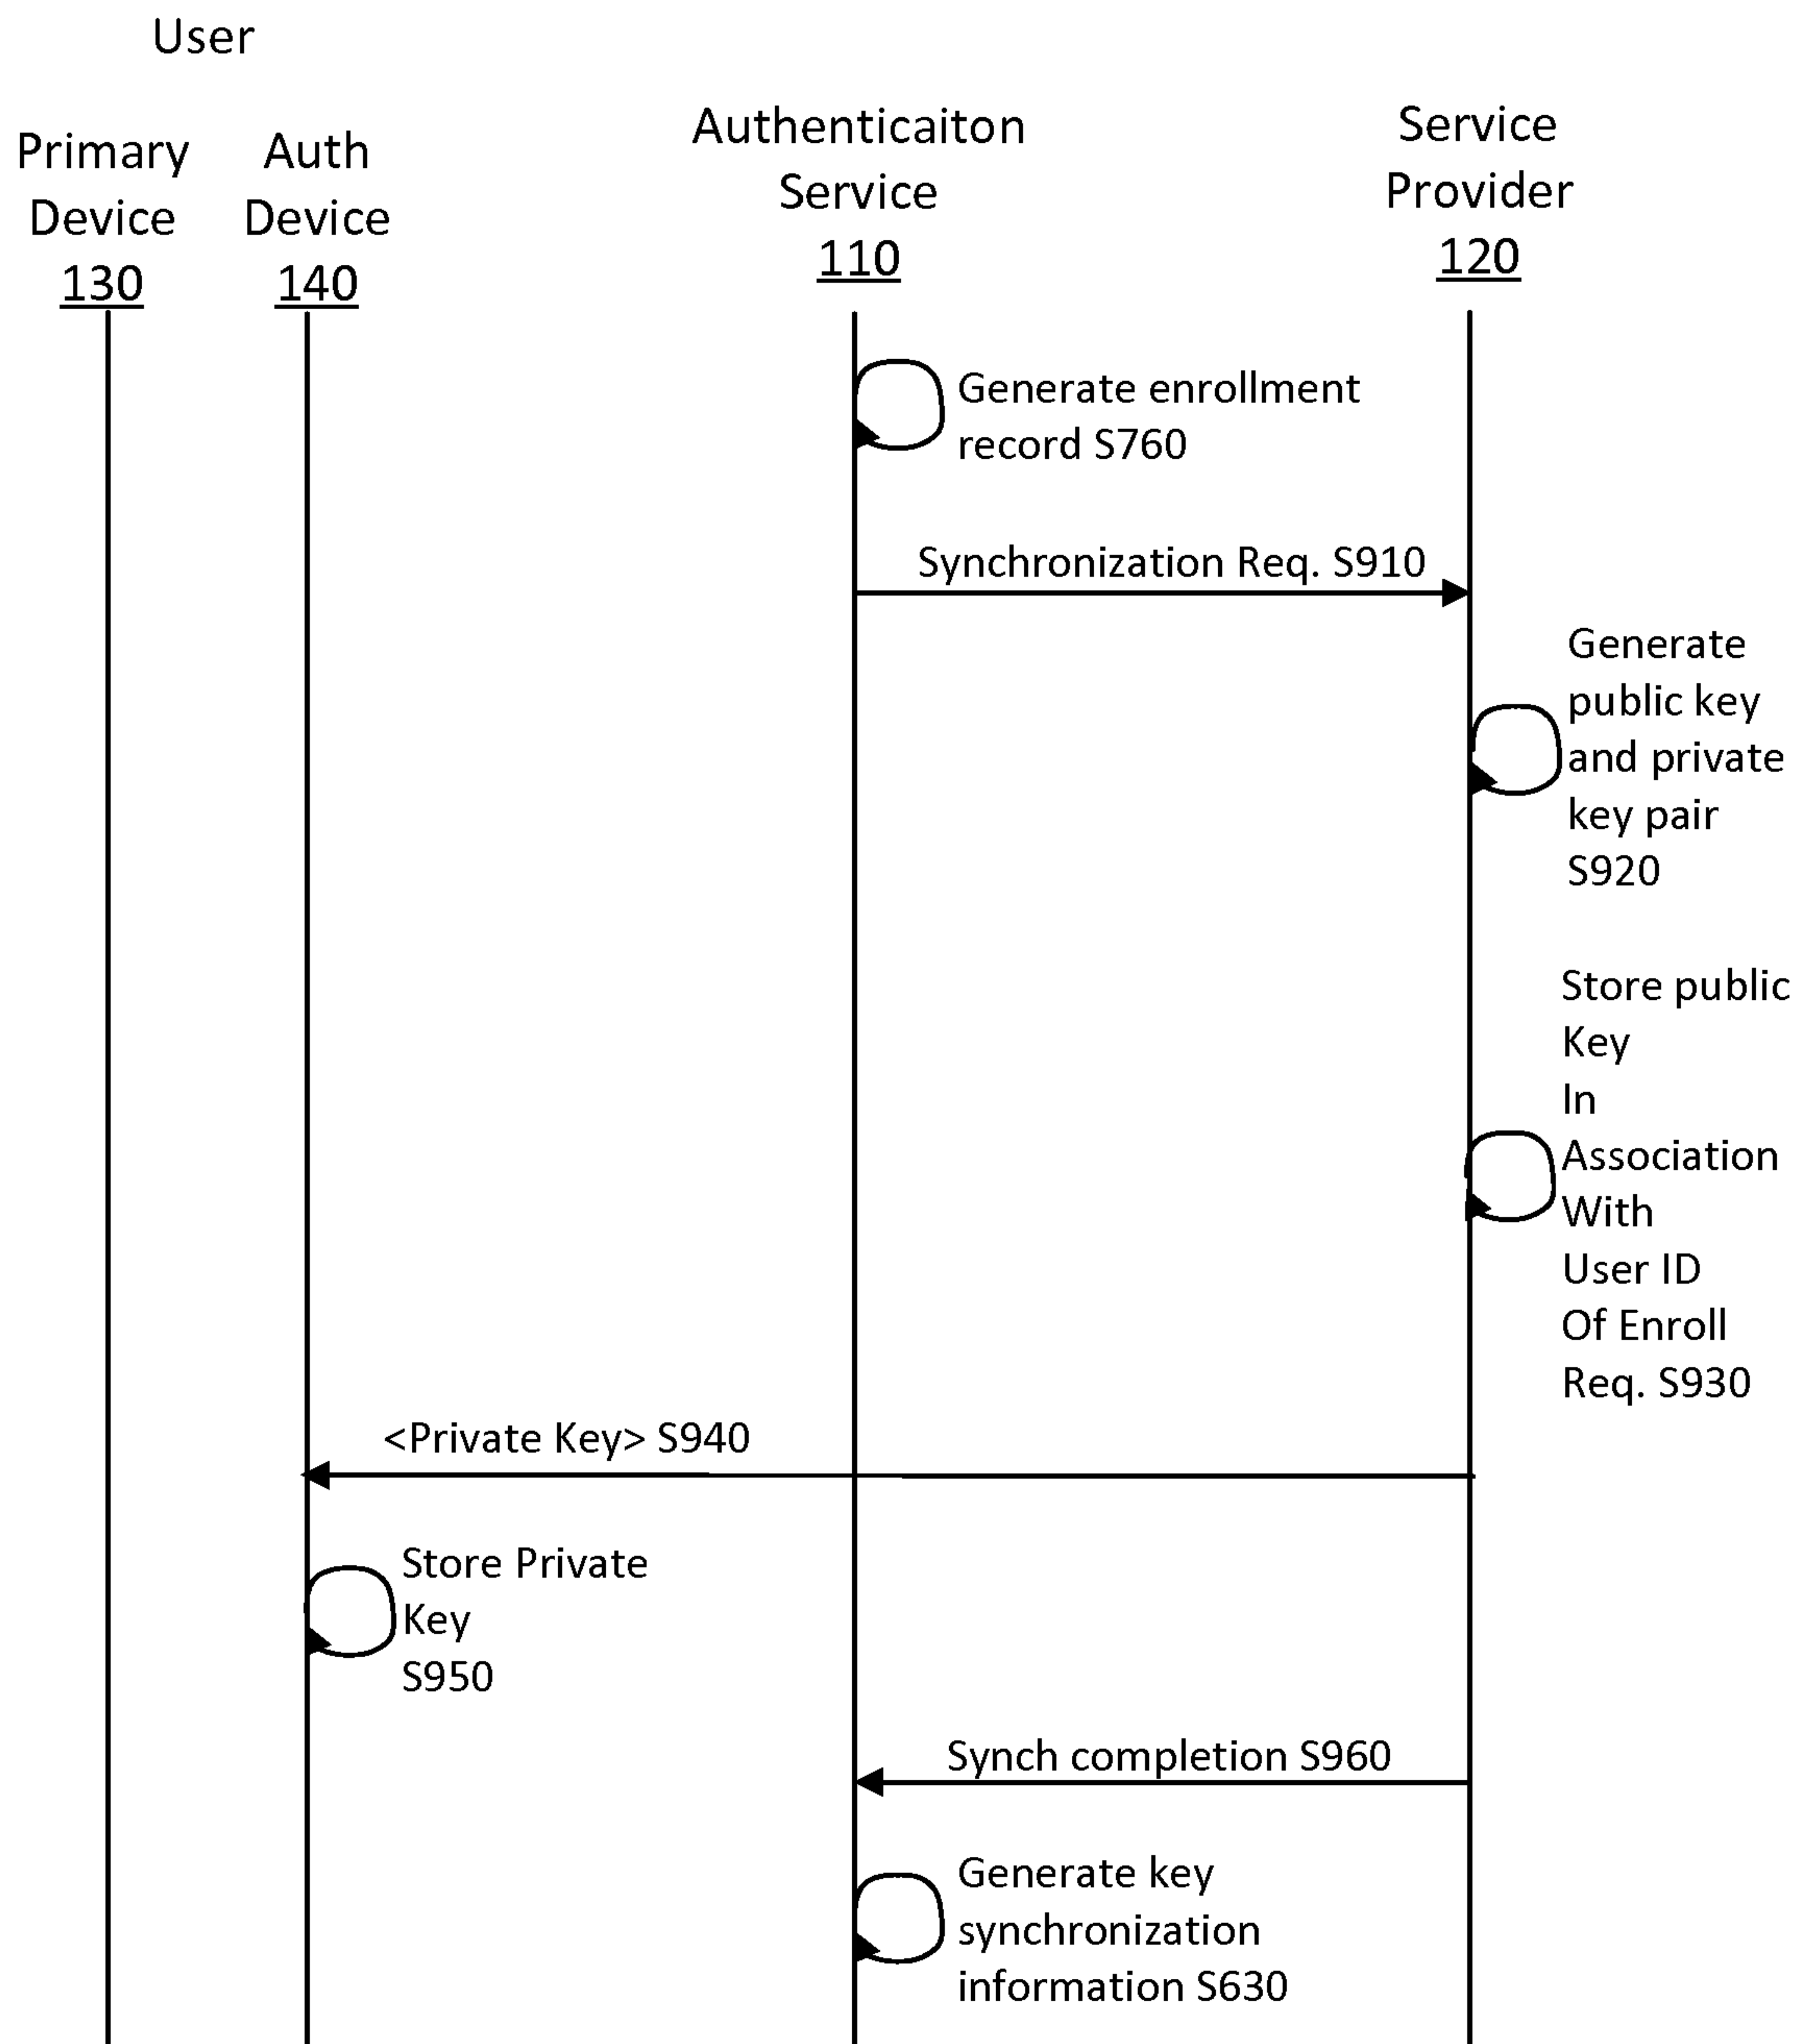 User
Primary
Device
130
Auth
Device
140
Authenticaiton
Service
110
Service
Provider
120
Generate enrollment
record S760
Synchronization Req. S910
Generate
public key
and private
key pair
S920
Store public
Key
In
Association
With
User ID
Of Enroll
Req. S930
<Private Key> S940
Store Private
Key
S950
Synch completion S960
Generate key
synchronization
information S630